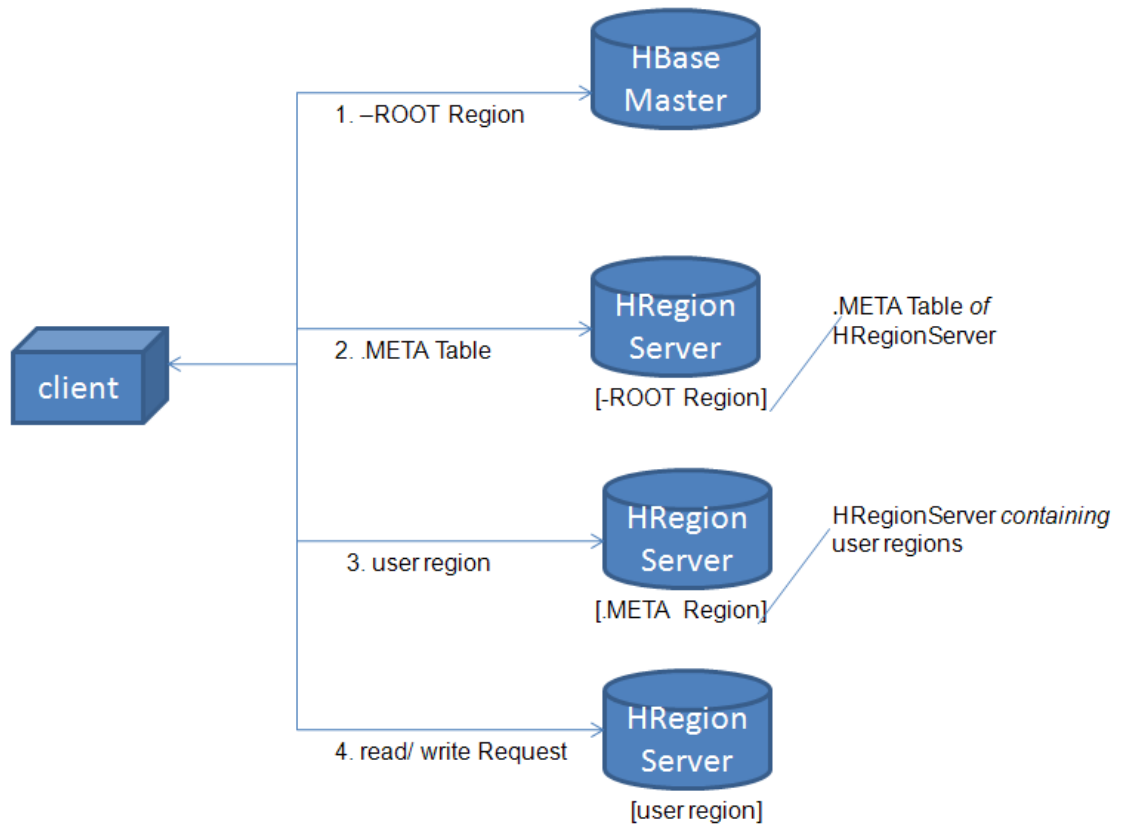 HBase
Master
1. –ROOT Region
HRegion
Server
[-ROOT Region]
.META Table of
HRegionServer
2. .META Table
client
HRegion
Server
[.META Region]
HRegionServer containing
user regions
3. user region
HRegion
Server
[user region]
4. read/ write Request